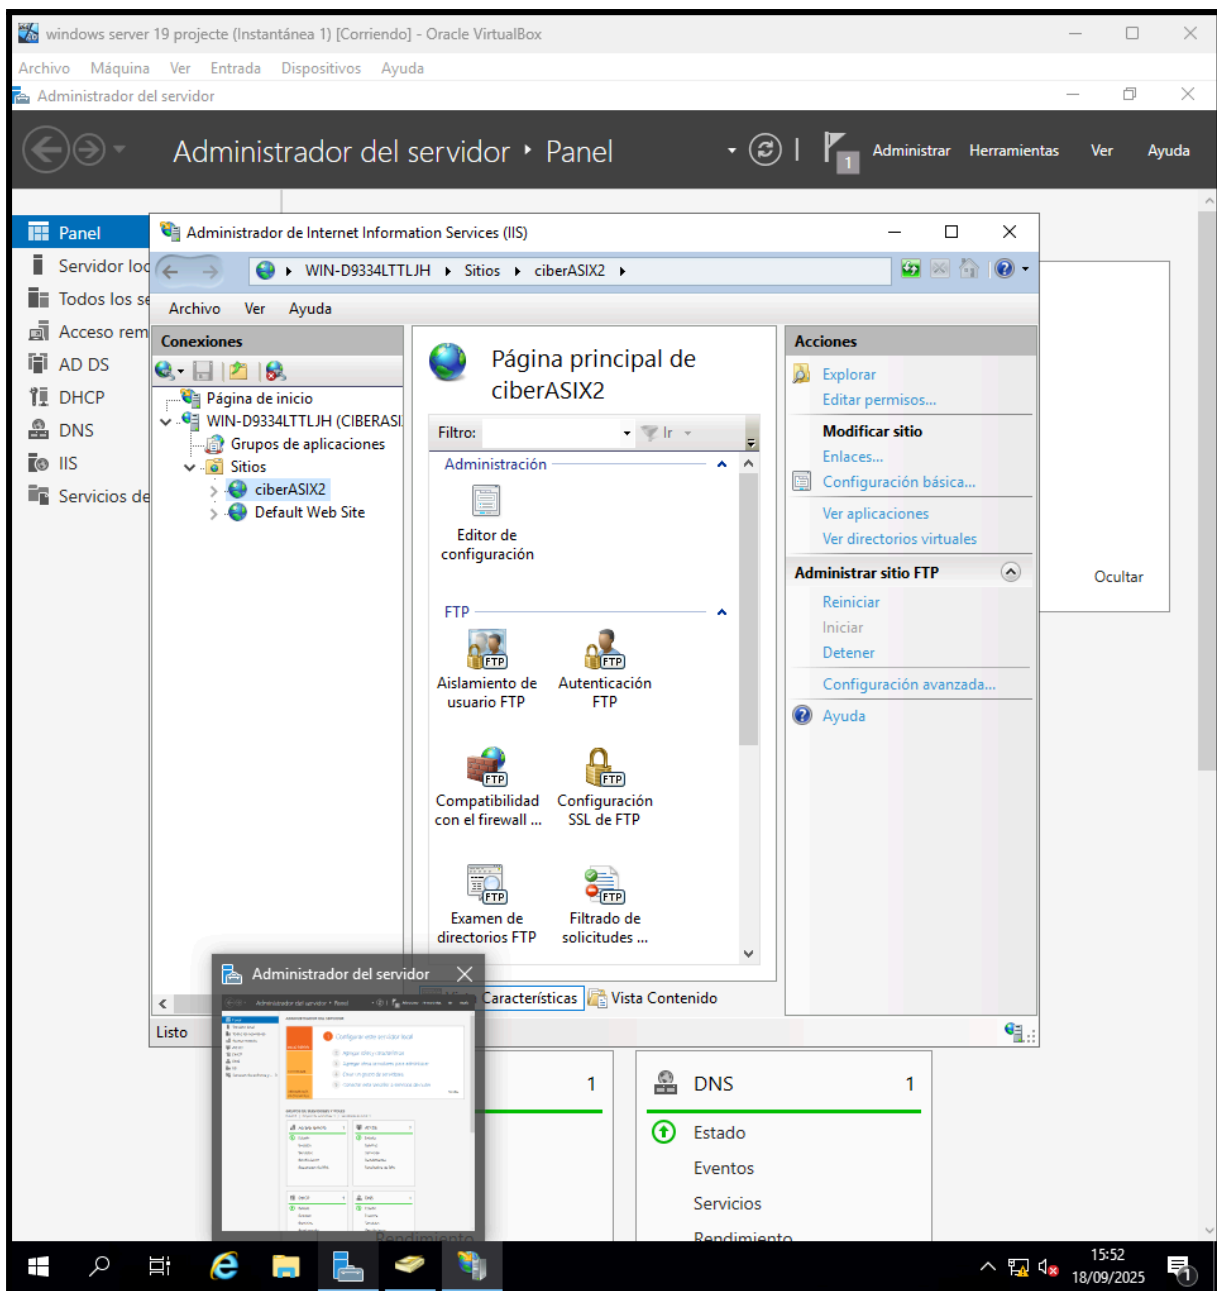 windows server 19 projecte (Instantánea 1) [Corriendo] - Oracle VirtualBox
Archivo Máquina Ver Entrada Dispositivos Ayuda
Administrador del servidor
Administrador del servidor Panel
1
Administrar Herramientas Ver Ayuda
Panel
Servidor loc
Todos los se
Acceso rem
AD DS
DHCP
DNS
IIS
Servicios de
Administrador de Internet Information Services (IIS)
WIN-D9334LTTLJH Sitios ciberASIX2
Archivo Ver Ayuda
Conexiones
Página de inicio
WIN-D9334LTTLJH (CIBERASI
Grupos de aplicaciones
Sitios
ciberASIX2
Default Web Site
Página principal de
ciberASIX2
Filtro:
Ir
Administración
Editor de
configuración
FTP
Aislamiento de
usuario FTP
Autenticación
FTP
Compatibilidad
con el firewall ...
Configuración
SSL de FTP
Examen de
directorios FTP
Filtrado de
solicitudes ...
Características
Vista Contenido
Listo
Acciones
Explorar
Editar permisos...
Modificar sitio
Enlaces...
Configuración básica...
Ver aplicaciones
Ver directorios virtuales
Administrar sitio FTP
Reiniciar
Iniciar
Detener
Configuración avanzada...
Ayuda
Ocultar
Administrador del servidor
1
DNS 1
Estado
Eventos
Servicios
Rendimiento
Rendimiento
15:52
18/09/2025
1